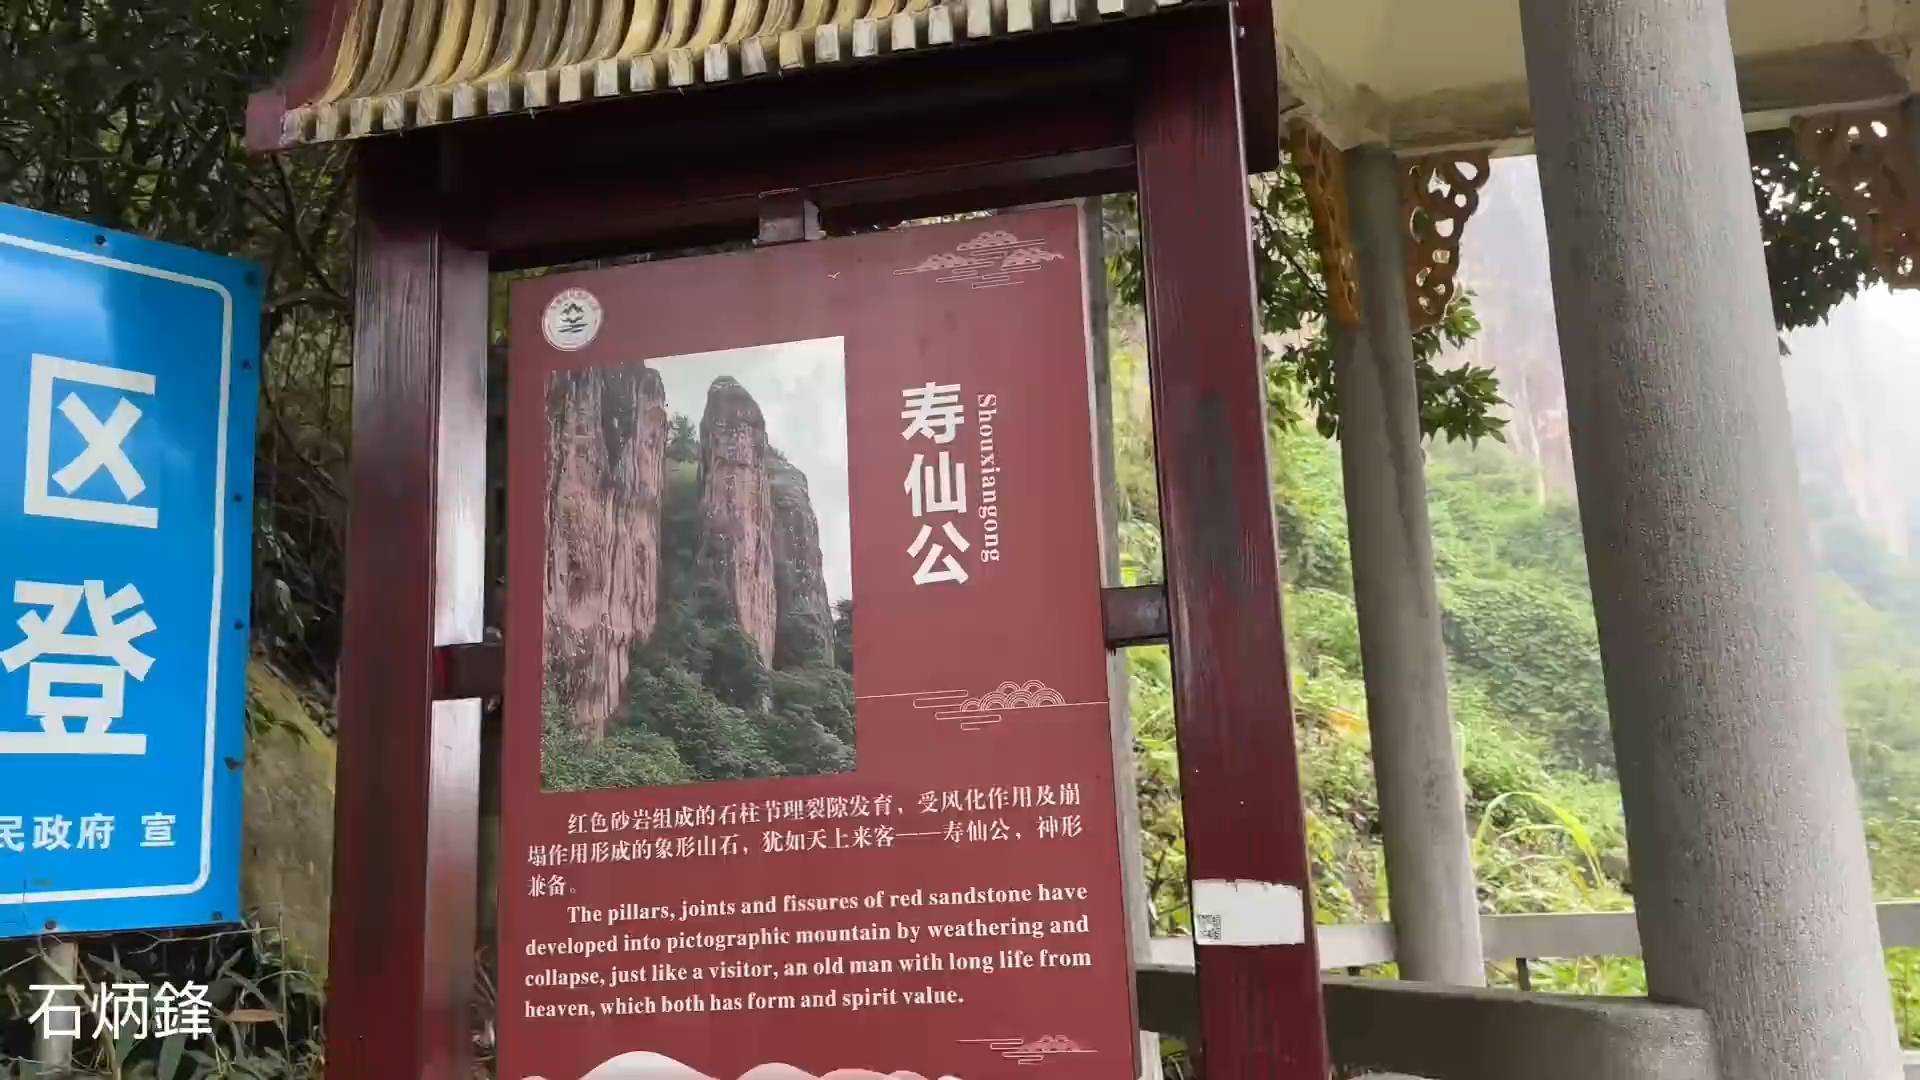 区
登
民政府 宣
寿仙公
Shouxiangong
红色砂岩组成的石柱节理裂隙发育，受风化作用及崩
塌作用形成的象形山石，犹如天上来客——寿仙公，神形
兼备。
The pillars, joints and fissures of red sandstone have
developed into pictographic mountain by weathering and
collapse, just like a visitor, an old man with long life from
heaven, which both has form and spirit value.
石炳鋒